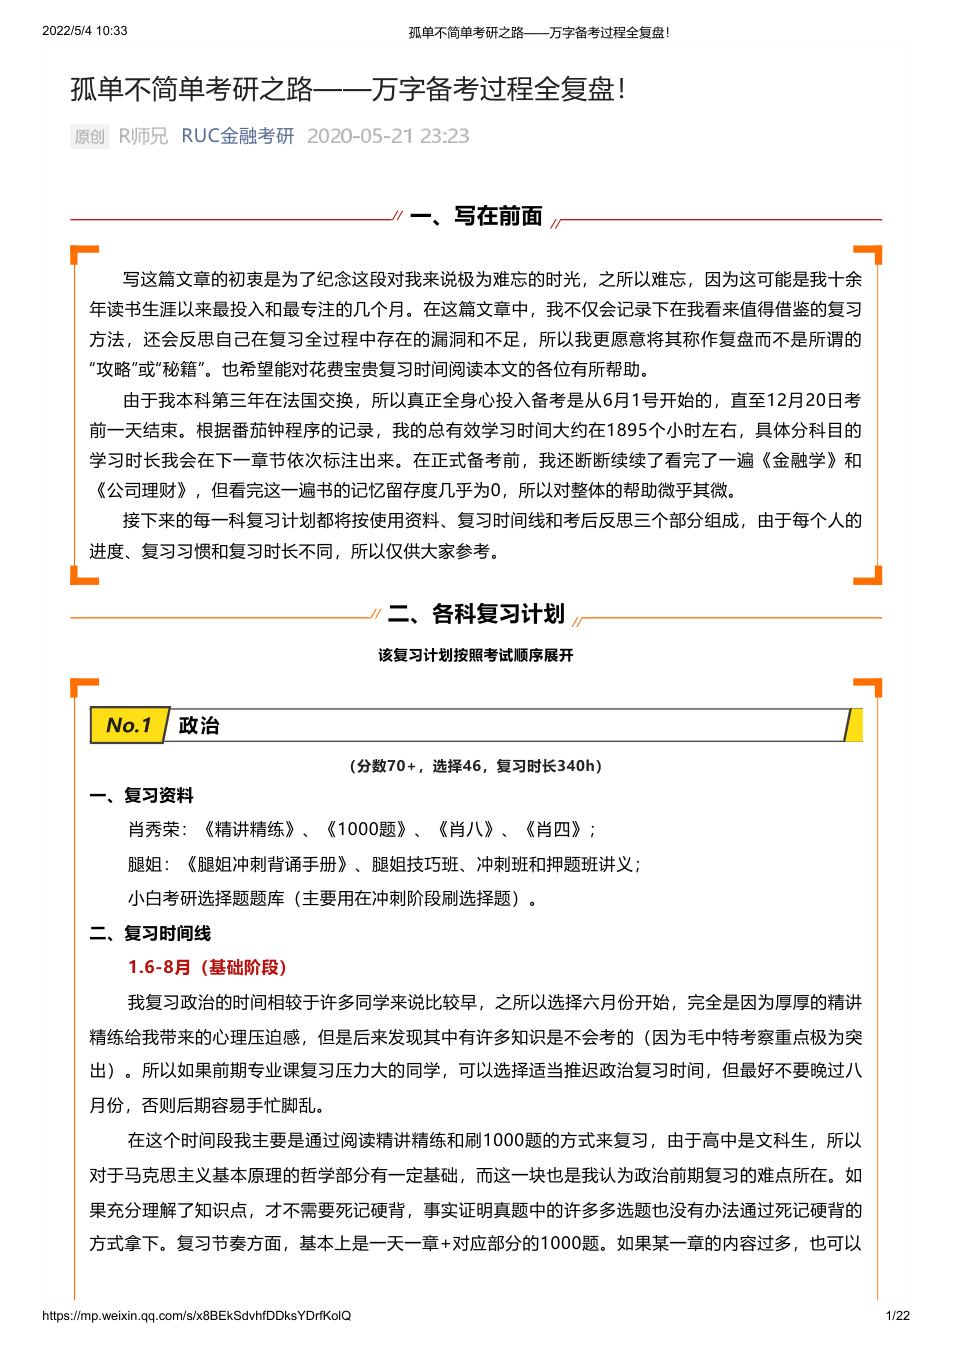 2022/5/4 10:33
孤单不简单考研之路——万字备考过程全复盘！
孤单不简单考研之路——万字备考过程全复盘！
原创 R师兄 RUC金融考研 2020-05-21 23:23
一、写在前面
写这篇文章的初衷是为了纪念这段对我来说极为难忘的时光，之所以难忘，因为这可能是我十余
年读书生涯以来最投入和最专注的几个月。在这篇文章中，我不仅会记录下在我看来值得借鉴的复习
方法，还会反思自己在复习全过程中存在的漏洞和不足，所以我更愿意将其称作复盘而不是所谓的
“攻略”或“秘籍”。也希望能对花费宝贵复习时间阅读本文的各位有所帮助。
由于我本科第三年在法国交换，所以真正全身心投入备考是从6月1号开始的，直至12月20日考
前一天结束。根据番茄钟程序的记录，我的总有效学习时间大约在1895个小时左右，具体分科目的
学习时长我会在下一章节依次标注出来。在正式备考前，我还断断续续了看完了一遍《金融学》和
《公司理财》，但看完这一遍书的记忆留存度几乎为0，所以对整体的帮助微乎其微。
接下来的每一科复习计划都将按使用资料、复习时间线和考后反思三个部分组成，由于每个人的
进度、复习习惯和复习时长不同，所以仅供大家参考。
二、各科复习计划
该复习计划按照考试顺序展开
No.1 政治
（分数70+，选择46，复习时长340h）
一、复习资料
肖秀荣：《精讲精练》、《1000题》、《肖八》、《肖四》；
腿姐：《腿姐冲刺背诵手册》、腿姐技巧班、冲刺班和押题班讲义；
小白考研选择题题库（主要用在冲刺阶段刷选择题）。
二、复习时间线
1.6-8月（基础阶段）
我复习政治的时间相较于许多同学来说比较早，之所以选择六月份开始，完全是因为厚厚的精讲
精练给我带来的心理压迫感，但是后来发现其中有许多知识是不会考的（因为毛中特考察重点极为突
出）。所以如果前期专业课复习压力大的同学，可以选择适当推迟政治复习时间，但最好不要晚过八
月份，否则后期容易手忙脚乱。
在这个时间段我主要是通过阅读精讲精练和刷1000题的方式来复习，由于高中是文科生，所以
对于马克思主义基本原理的哲学部分有一定基础，而这一块也是我认为政治前期复习的难点所在。如
果充分理解了知识点，才不需要死记硬背，事实证明真题中的许多多选题也没有办法通过死记硬背的
方式拿下。复习节奏方面，基本上是一天一章+对应部分的1000题。如果某一章的内容过多，也可以
https://mp.weixin.qq.com/s/x8BEkSdvhfDDksYDrfKolQ
1/22